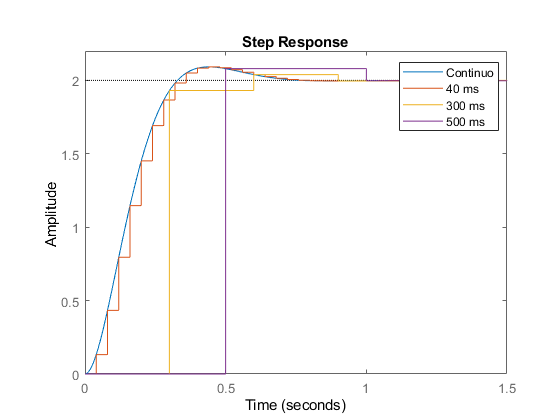 Step Response
Continuo
40 ms
300 ms
500 ms
Amplitude
2
1.5
1
0.5
0
0
0.5
1
1.5
Time (seconds)